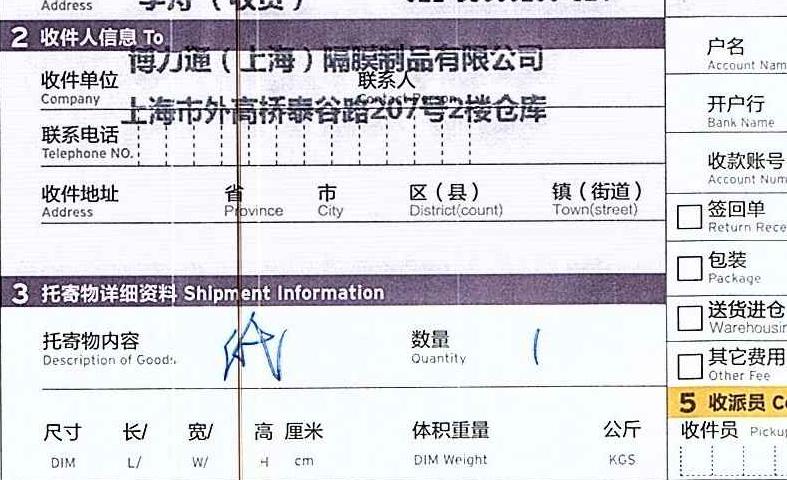 Address
2 收件人信息 To
博力通（上海）隔膜制品有限公司
收件单位 联系人
Company Contact Person
上海市外高桥泰谷路207号2楼仓库
联系电话
Telephone NO.
收件地址 省 市 区（县） 镇（街道）
Address Province City District(count) Town(street)
3 托寄物详细资料 Shipment Information
托寄物内容 数量 1
Description of Goods Quantity
尺寸 长/ 宽/ 高 厘米 体积重量 公斤
DIM L/ W/ H cm DIM Weight KGS
户名
Account Nam
开户行
Bank Name
收款账号
Account Num
签回单
Return Rece
包装
Package
送货进仓
Warehousin
其它费用
Other Fee
5 收派员 Co
收件员 Pickup